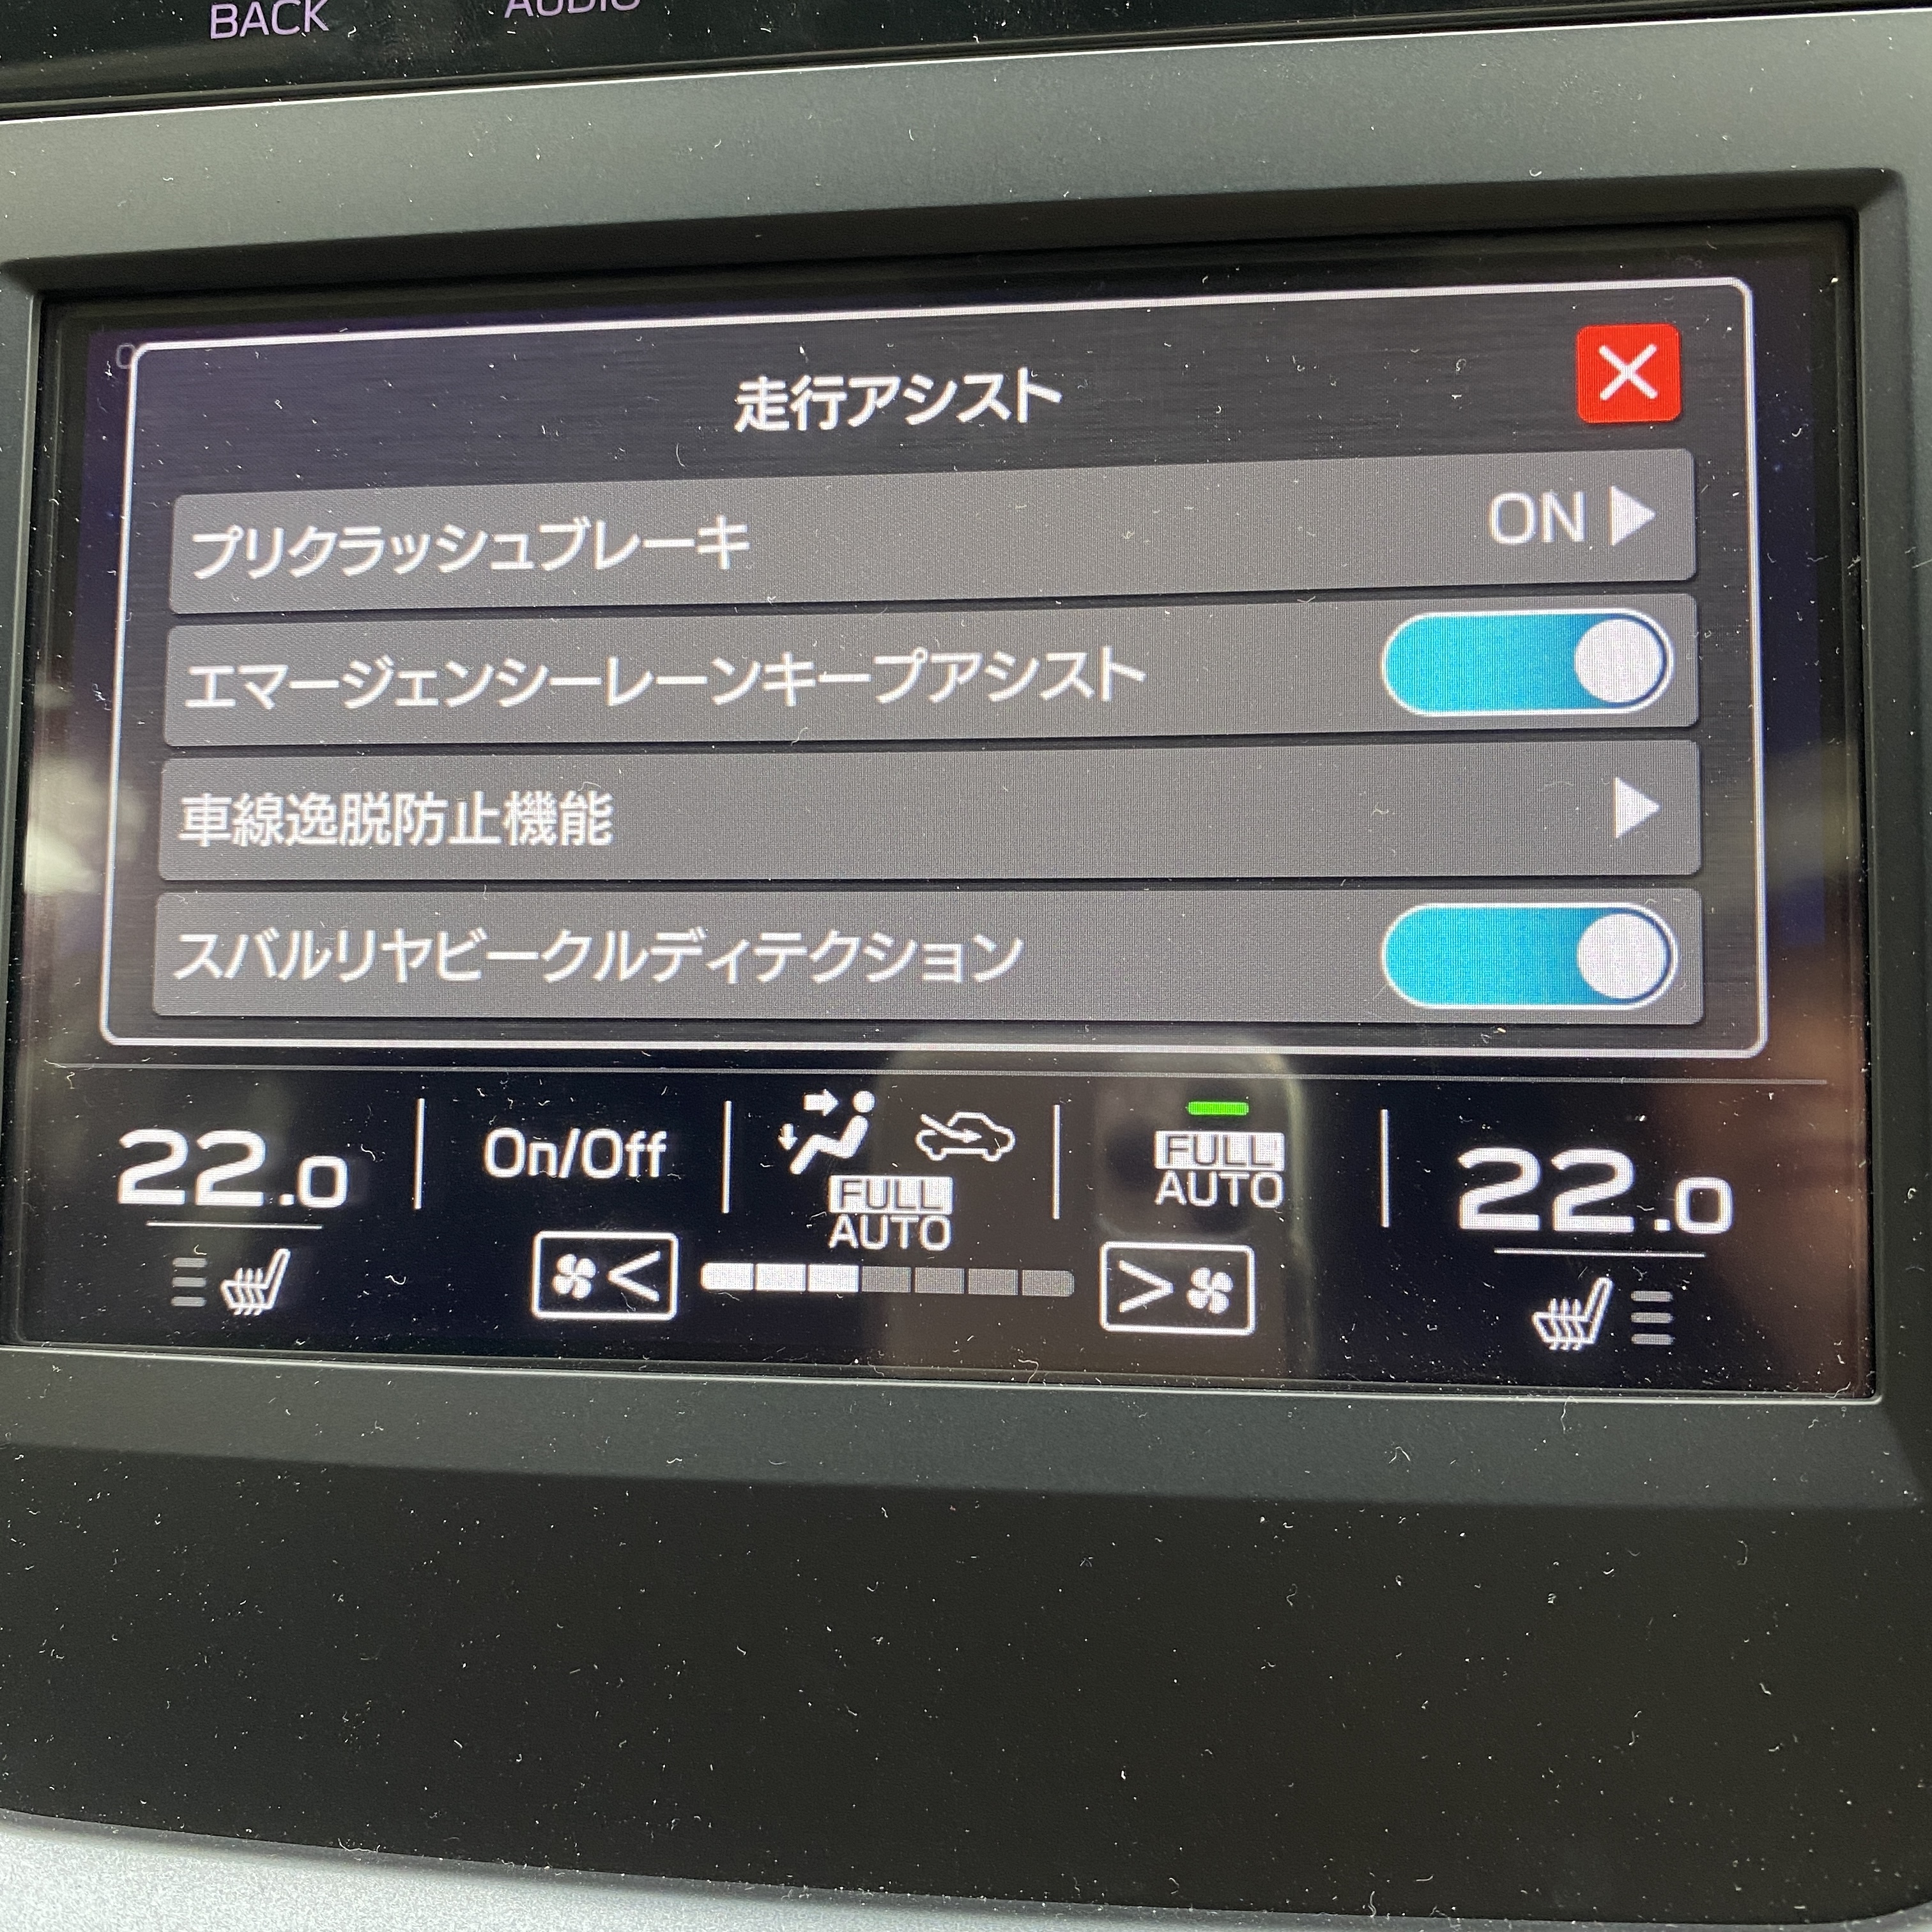 BACK
AUDIO
走行アシスト
プリクラッシュブレーキ ON
エマージェンシーレーンキープアシスト
車線逸脱防止機能
スバルリヤビークルディテクション
22.0 On/Off FULL AUTO FULL AUTO 22.0